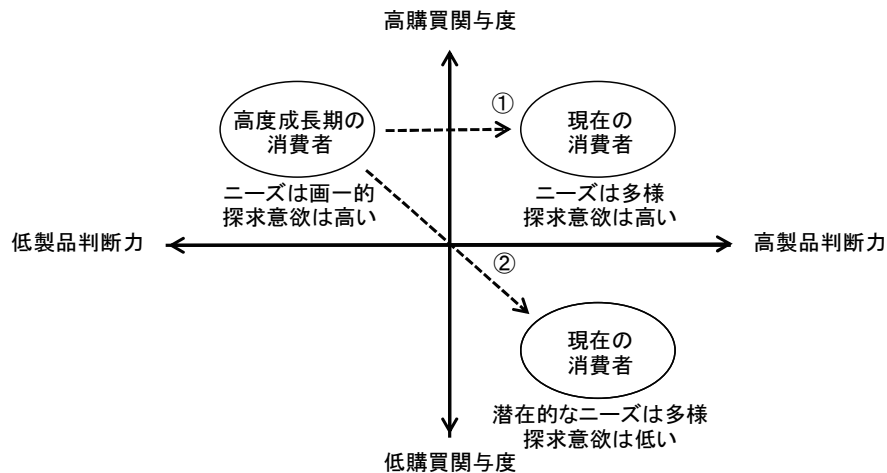 高購買関与度
①
高度成長期の
消費者
現在の
消費者
ニーズは画一的
探求意欲は高い
ニーズは多様
探求意欲は高い
低製品判断力
高製品判断力
②
現在の
消費者
潜在的なニーズは多様
探求意欲は低い
低購買関与度